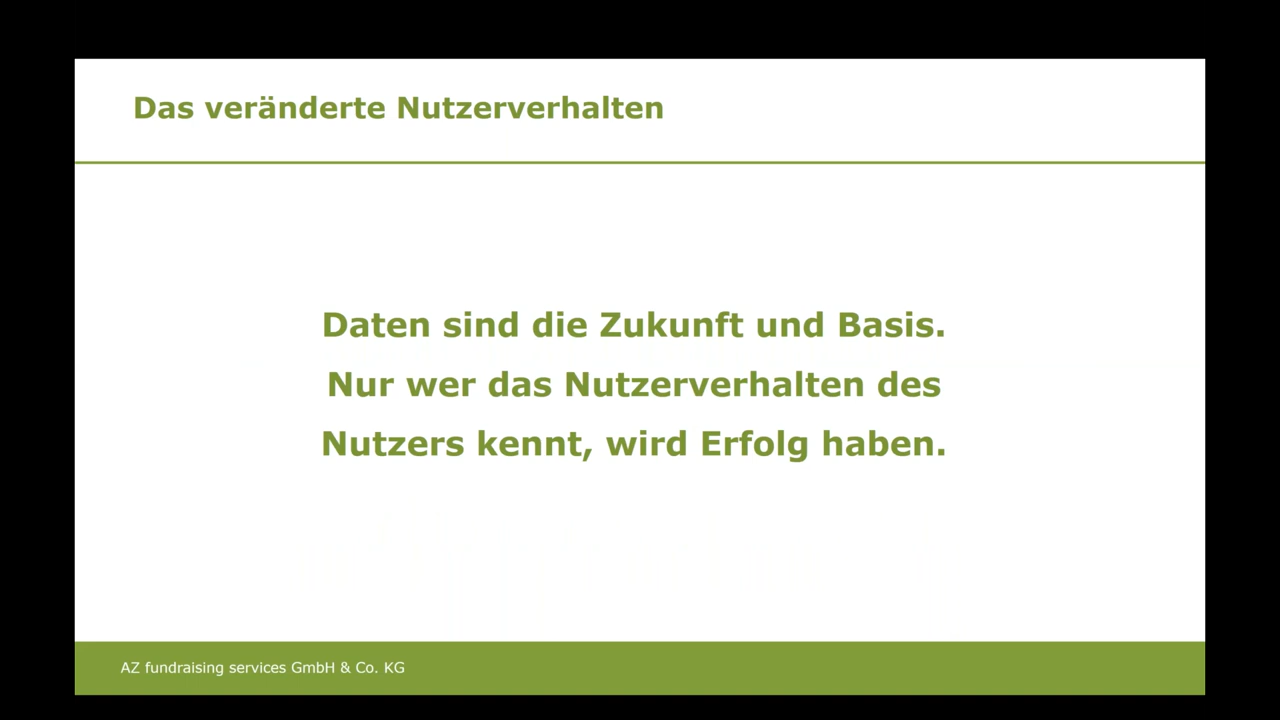 Das veränderte Nutzerverhalten
Daten sind die Zukunft und Basis.
Nur wer das Nutzerverhalten des
Nutzers kennt, wird Erfolg haben.
AZ fundraising services GmbH & Co. KG